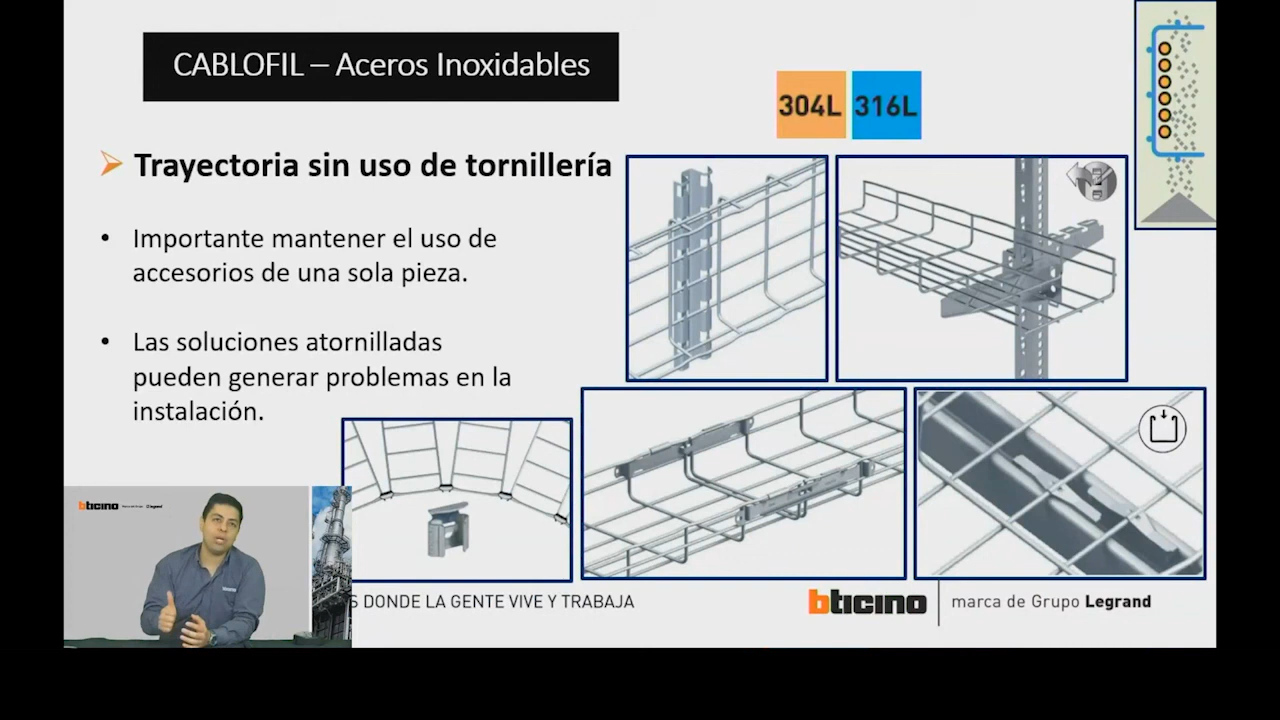 CABLOFIL – Aceros Inoxidables
304L 316L
Trayectoria sin uso de tornillería
• Importante mantener el uso de
accesorios de una sola pieza.
• Las soluciones atornilladas
pueden generar problemas en la
instalación.
bticino
legrand
S DONDE LA GENTE VIVE Y TRABAJA
bticino
marca de Grupo Legrand